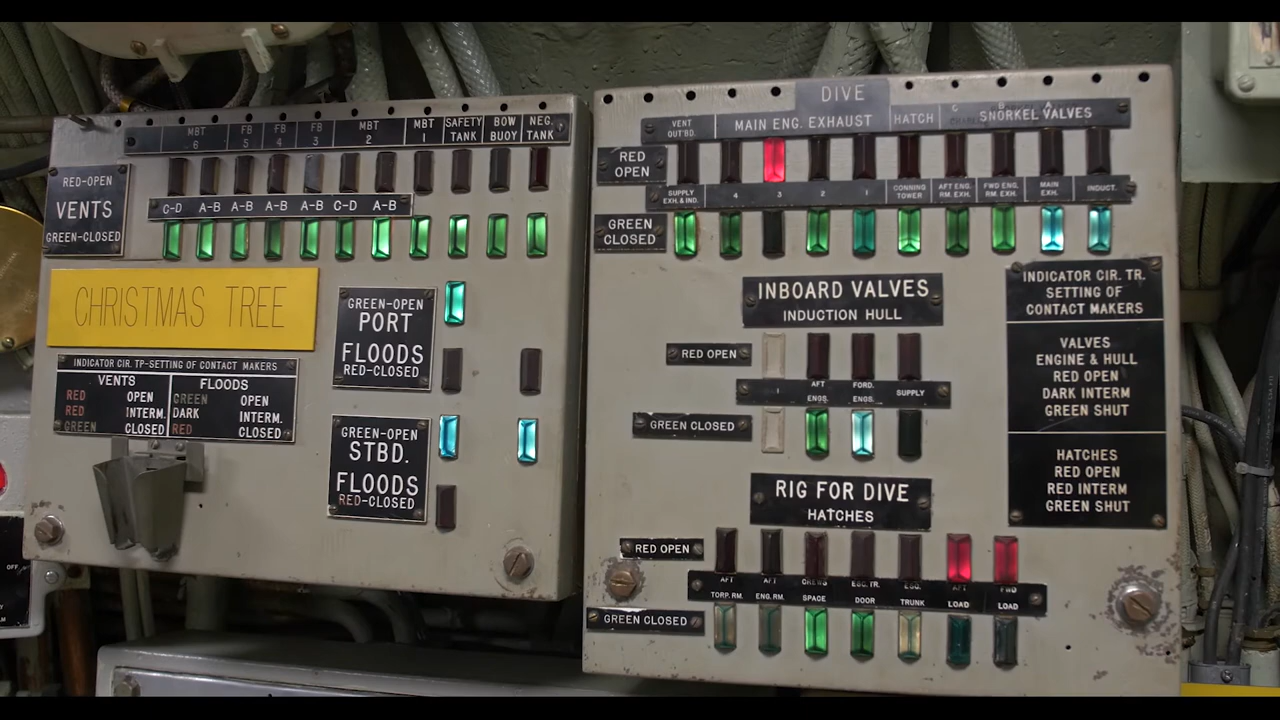 MBT 6
FB 5
FB 4
FB 3
MBT 2
MBT 1
SAFETY TANK
BOW BUOY
NEG. TANK
RED-OPEN
VENTS
GREEN-CLOSED
C-D A-B A-B A-B A-B C-D A-B
CHRISTMAS TREE
GREEN-OPEN
PORT
FLOODS
RED-CLOSED
INDICATOR CIR. TP-SETTING OF CONTACT MAKERS
VENTS FLOODS
RED OPEN GREEN OPEN
RED INTERM. DARK INTERM.
GREEN CLOSED RED CLOSED
GREEN-OPEN
STBD.
FLOODS
RED-CLOSED
OFF
DIVE
VENT OUT'BD.
MAIN ENG. EXHAUST
HATCH
C B A
SNORKEL VALVES
RED
OPEN
SUPPLY EXH. & IND.
4 3 2 1
CONNING TOWER
AFT ENG. RM. EXH.
FWD ENG. RM. EXH.
MAIN EXH.
INDUCT.
GREEN
CLOSED
INBOARD VALVES
INDUCTION HULL
RED OPEN
1
AFT ENGS.
FORD. ENGS.
SUPPLY
GREEN CLOSED
INDICATOR CIR. TR.
SETTING OF
CONTACT MAKERS
VALVES
ENGINE & HULL
RED OPEN
DARK INTERM
GREEN SHUT
HATCHES
RED OPEN
RED INTERM
GREEN SHUT
RIG FOR DIVE
HATCHES
RED OPEN
AFT TORP. RM.
AFT ENG. RM.
CREWS SPACE
ESC. TR. DOOR
ESC. TRUNK
AFT LOAD
FWD LOAD
GREEN CLOSED